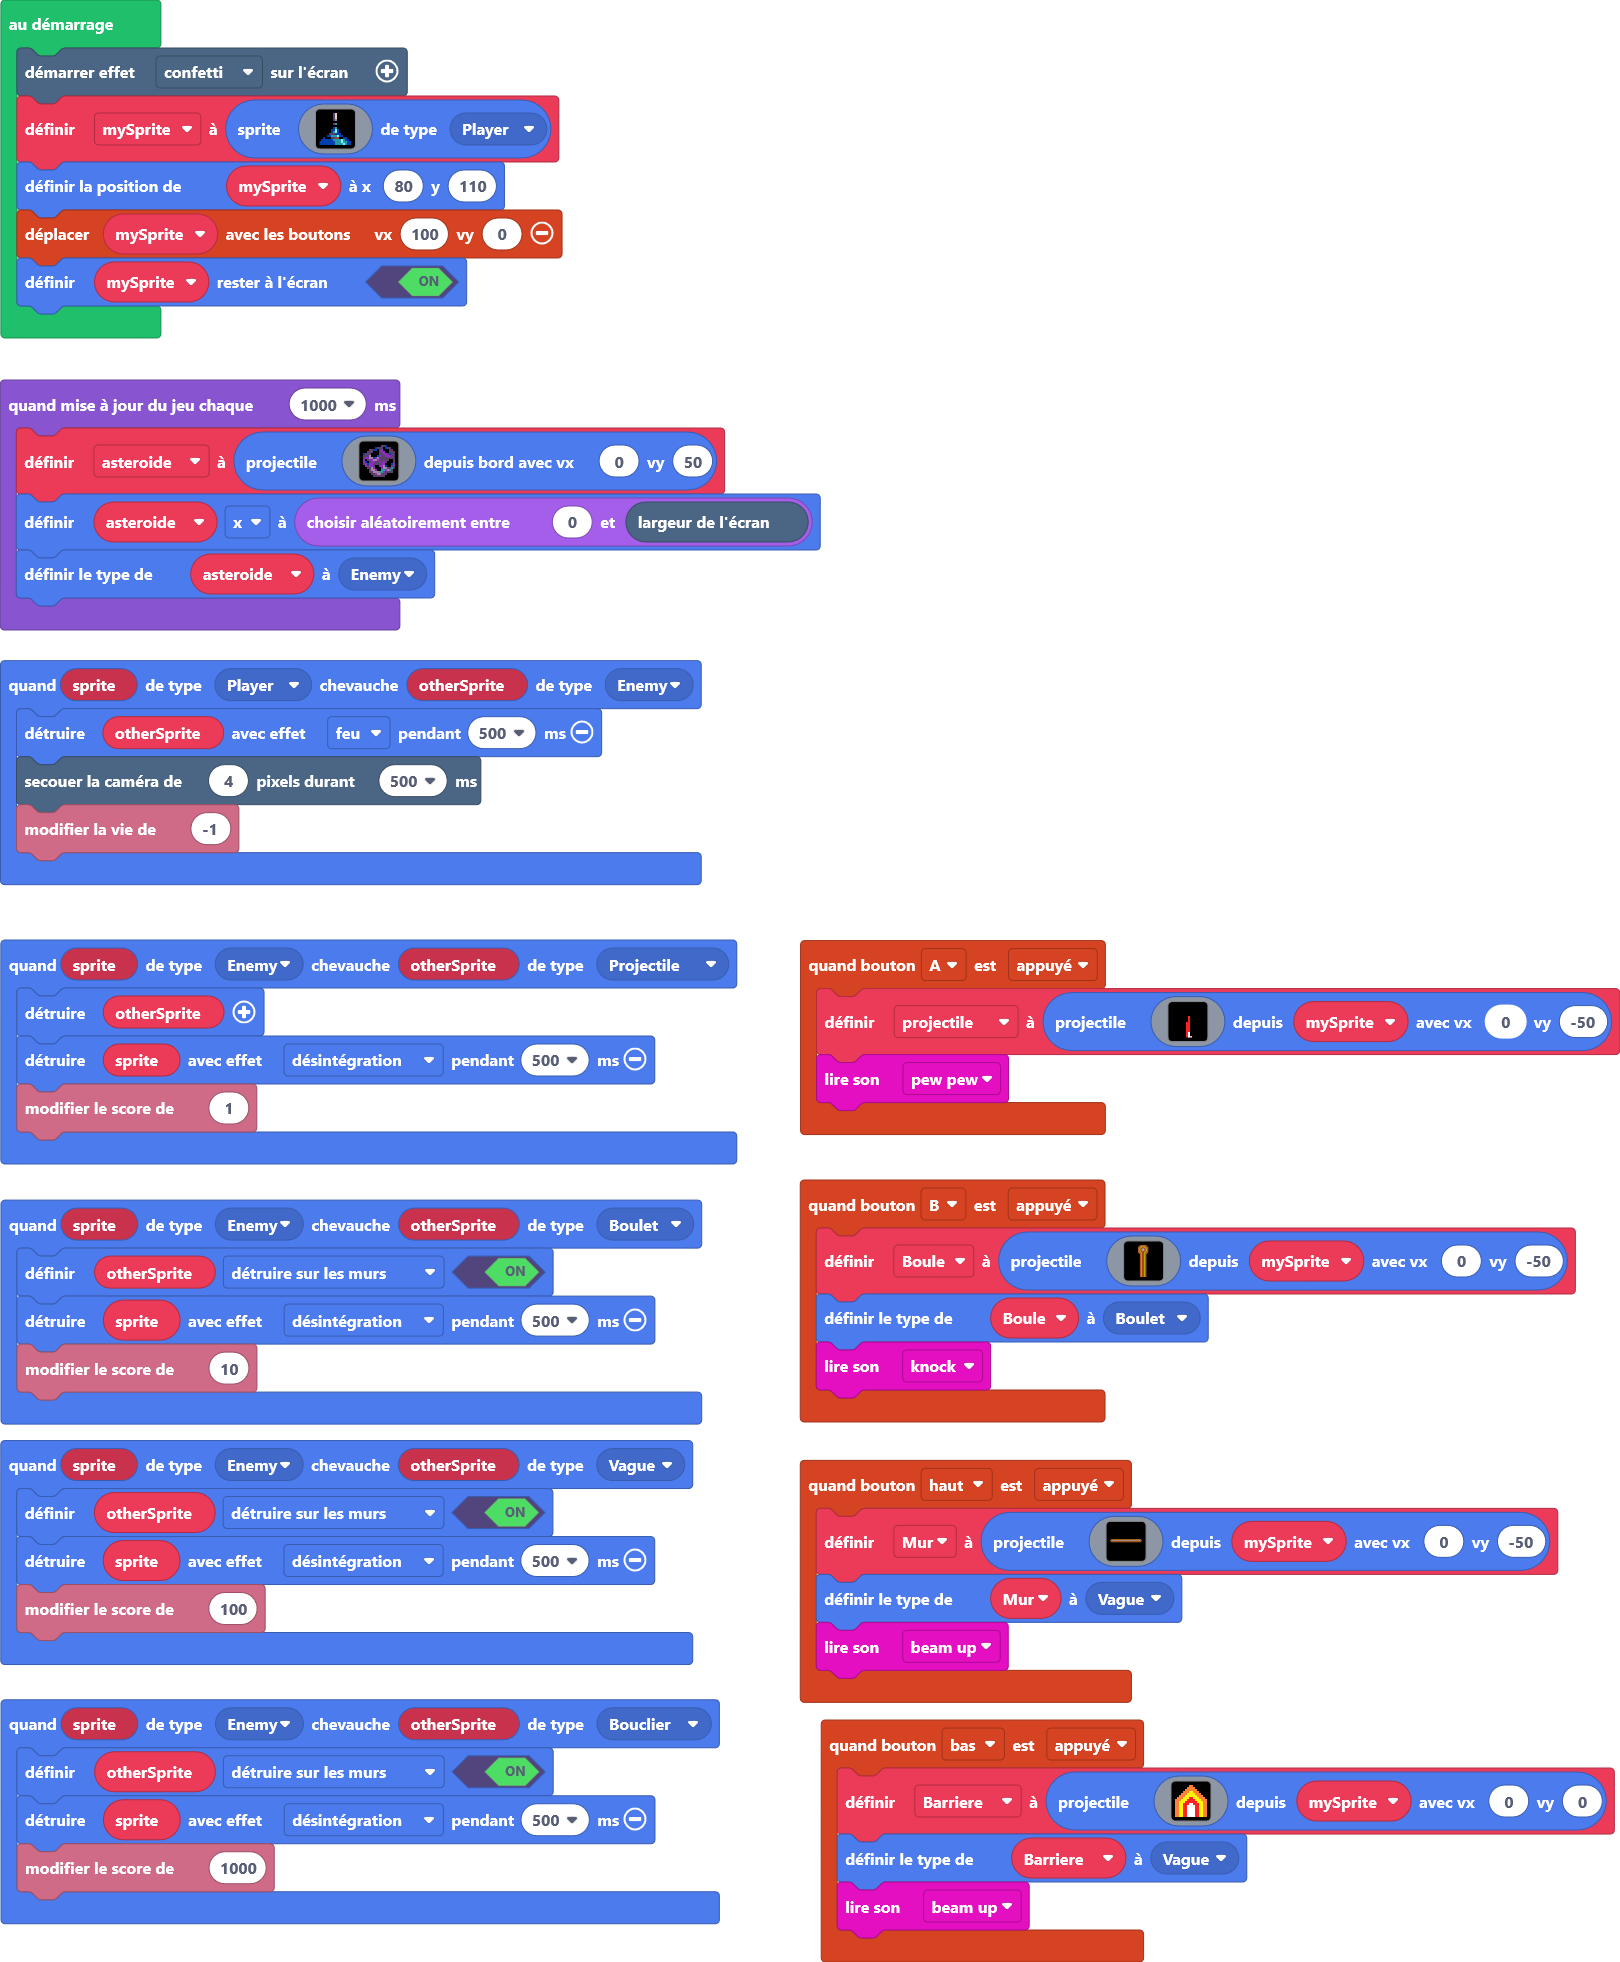 au démarrage
démarrer effet confetti sur l'écran
définir mySprite à sprite de type Player
définir la position de mySprite à x 80 y 110
déplacer mySprite avec les boutons vx 100 vy 0
définir mySprite rester à l'écran ON
quand mise à jour du jeu chaque 1000 ms
définir asteroide à projectile depuis bord avec vx 0 vy 50
définir asteroide x à choisir aléatoirement entre 0 et largeur de l'écran
définir le type de asteroide à Enemy
quand sprite de type Player chevauche otherSprite de type Enemy
détruire otherSprite avec effet feu pendant 500 ms
secouer la caméra de 4 pixels durant 500 ms
modifier la vie de -1
quand sprite de type Enemy chevauche otherSprite de type Projectile
détruire otherSprite
détruire sprite avec effet désintégration pendant 500 ms
modifier le score de 1
quand bouton A est appuyé
définir projectile à projectile depuis mySprite avec vx 0 vy -50
lire son pew pew
quand sprite de type Enemy chevauche otherSprite de type Boulet
définir otherSprite détruire sur les murs ON
détruire sprite avec effet désintégration pendant 500 ms
modifier le score de 10
quand bouton B est appuyé
définir Boule à projectile depuis mySprite avec vx 0 vy -50
définir le type de Boule à Boulet
lire son knock
quand sprite de type Enemy chevauche otherSprite de type Vague
définir otherSprite détruire sur les murs ON
détruire sprite avec effet désintégration pendant 500 ms
modifier le score de 100
quand bouton haut est appuyé
définir Mur à projectile depuis mySprite avec vx 0 vy -50
définir le type de Mur à Vague
lire son beam up
quand sprite de type Enemy chevauche otherSprite de type Bouclier
définir otherSprite détruire sur les murs ON
détruire sprite avec effet désintégration pendant 500 ms
modifier le score de 1000
quand bouton bas est appuyé
définir Barriere à projectile depuis mySprite avec vx 0 vy 0
définir le type de Barriere à Vague
lire son beam up